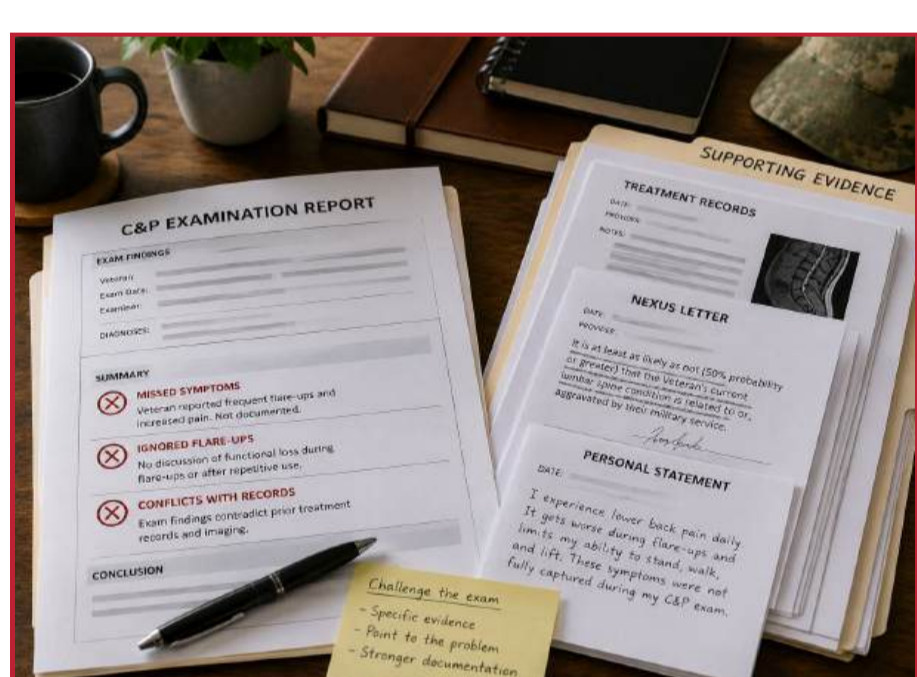 C&P EXAMINATION REPORT
EXAM FINDINGS
Veteran:
Exam Date:
Examiner:
DIAGNOSES:
SUMMARY
MISSED SYMPTOMS
Veteran reported frequent flare-ups and
increased pain. Not documented.
IGNORED FLARE-UPS
No discussion of functional loss during
flare-ups or after repetitive use.
CONFLICTS WITH RECORDS
Exam findings contradict prior treatment
records and imaging.
CONCLUSION
Challenge the exam
- Specific evidence
- Point to the problem
- Stronger documentation
SUPPORTING EVIDENCE
TREATMENT RECORDS
DATE:
PROVIDER:
NOTES:
NEXUS LETTER
DATE:
PROVIDER:
It is at least as likely as not (50% probability
or greater) that the Veteran's current
lumbar spine condition is related to or,
aggravated by their military service.
PERSONAL STATEMENT
DATE:
I experience lower back pain daily
It gets worse during flare-ups and
limits my ability to stand, walk,
and lift. These symptoms were not
fully captured during my C&P exam.